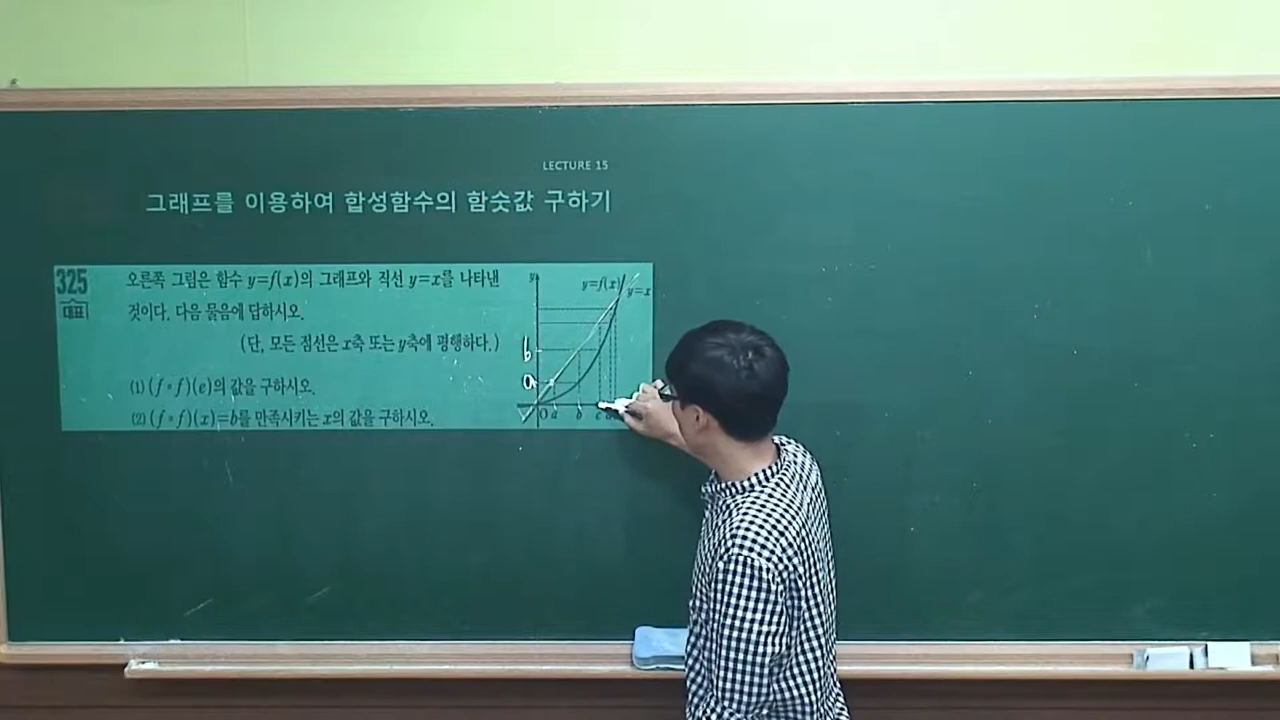 LECTURE 15
그래프를 이용하여 합성함수의 함숫값 구하기
325
대표
오른쪽 그림은 함수 y=f(x)의 그래프와 직선 y=x를 나타낸
것이다. 다음 물음에 답하시오.
(단, 모든 점선은 x축 또는 y축에 평행하다.)
(1) (f∘f)(e)의 값을 구하시오.
(2) (f∘f)(x)=b를 만족시키는 x의 값을 구하시오.
y
y=f(x)
y=x
b
a
O a b c